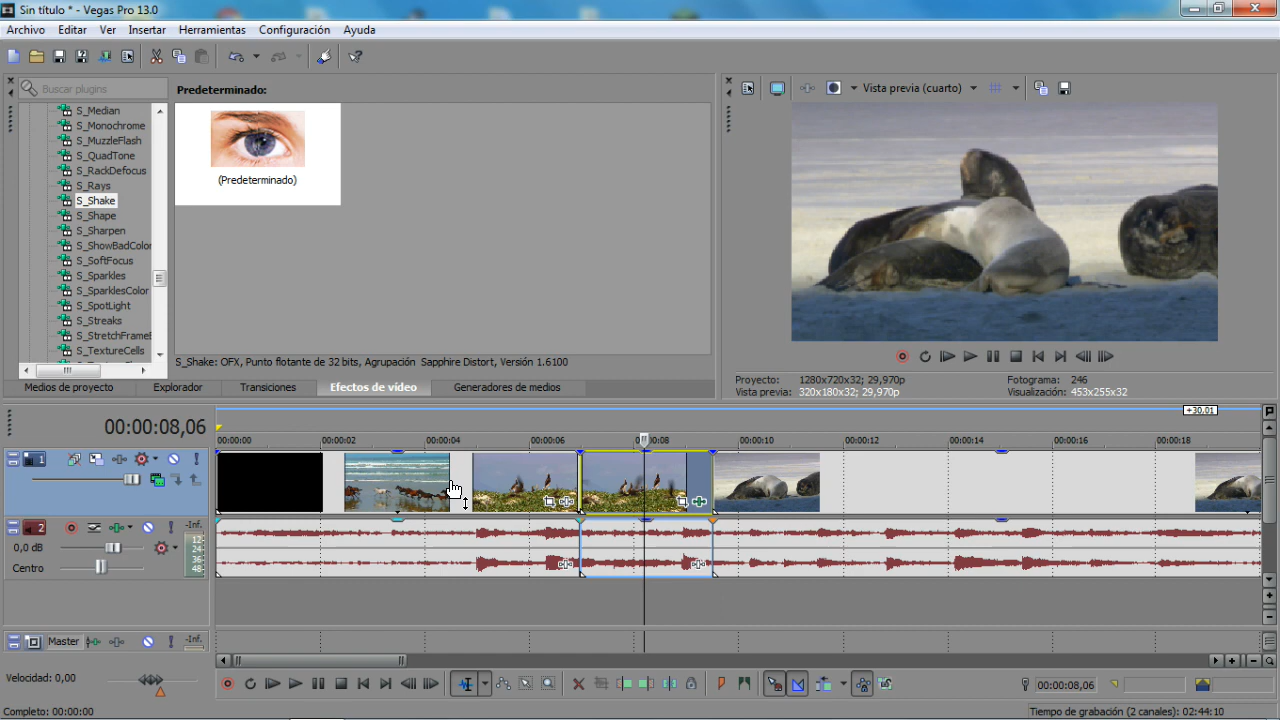 Sin título * - Vegas Pro 13.0
Archivo Editar Ver Insertar Herramientas Configuración Ayuda
Buscar plugins
Predeterminado:
S_Median
S_Monochrome
S_MuzzleFlash
S_QuadTone
S_RackDefocus
S_Rays
S_Shake
S_Shape
S_Sharpen
S_ShowBadColor
S_SoftFocus
S_Sparkles
S_SparklesColor
S_SpotLight
S_Streaks
S_StretchFrameE
S_TextureCells
(Predeterminado)
S_Shake: OFX, Punto flotante de 32 bits, Agrupación Sapphire Distort, Versión 1.6100
Medios de proyecto Explorador Transiciones Efectos de vídeo Generadores de medios
Vista previa (cuarto)
Proyecto: 1280x720x32; 29,970p Fotograma: 246
Vista previa: 320x180x32; 29,970p Visualización: 453x255x32
+30.01
00:00:08,06
00:00:00 00:00:02 00:00:04 00:00:06 00:00:08 00:00:10 00:00:12 00:00:14 00:00:16 00:00:18
1
2
-Inf.
0,0 dB
Centro
12-
24-
36-
48-
Master
-Inf.
Velocidad: 0,00
00:00:08,06
Completo: 00:00:00
Tiempo de grabación (2 canales): 02:44:10